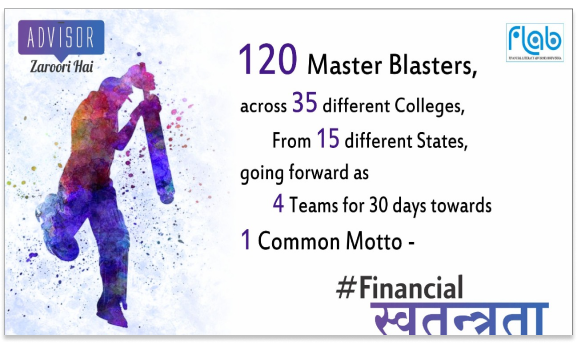 ADVISOR
Zaroori Hai
flab
120 Master Blasters,
across 35 different Colleges,
From 15 different States,
going forward as
4 Teams for 30 days towards
1 Common Motto -
#Financial
स्वतन्त्रता